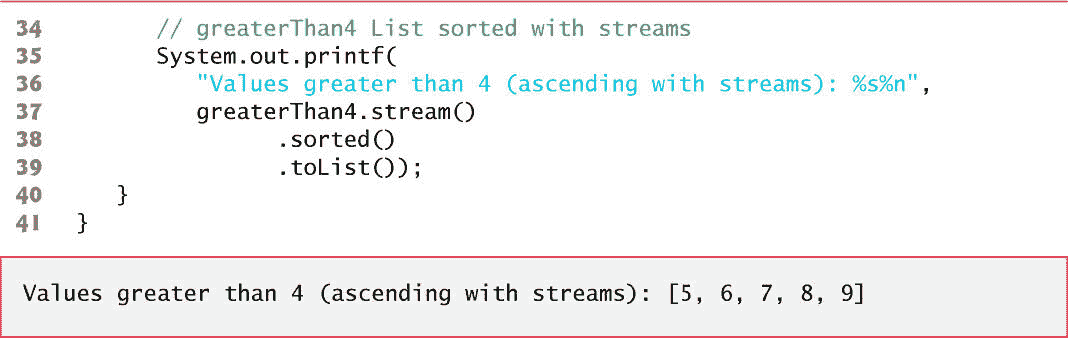 34 // greaterThan4 List sorted with streams
35 System.out.printf(
36 "Values greater than 4 (ascending with streams): %s%n",
37 greaterThan4.stream()
38 .sorted()
39 .toList());
40 }
41 }
Values greater than 4 (ascending with streams): [5, 6, 7, 8, 9]